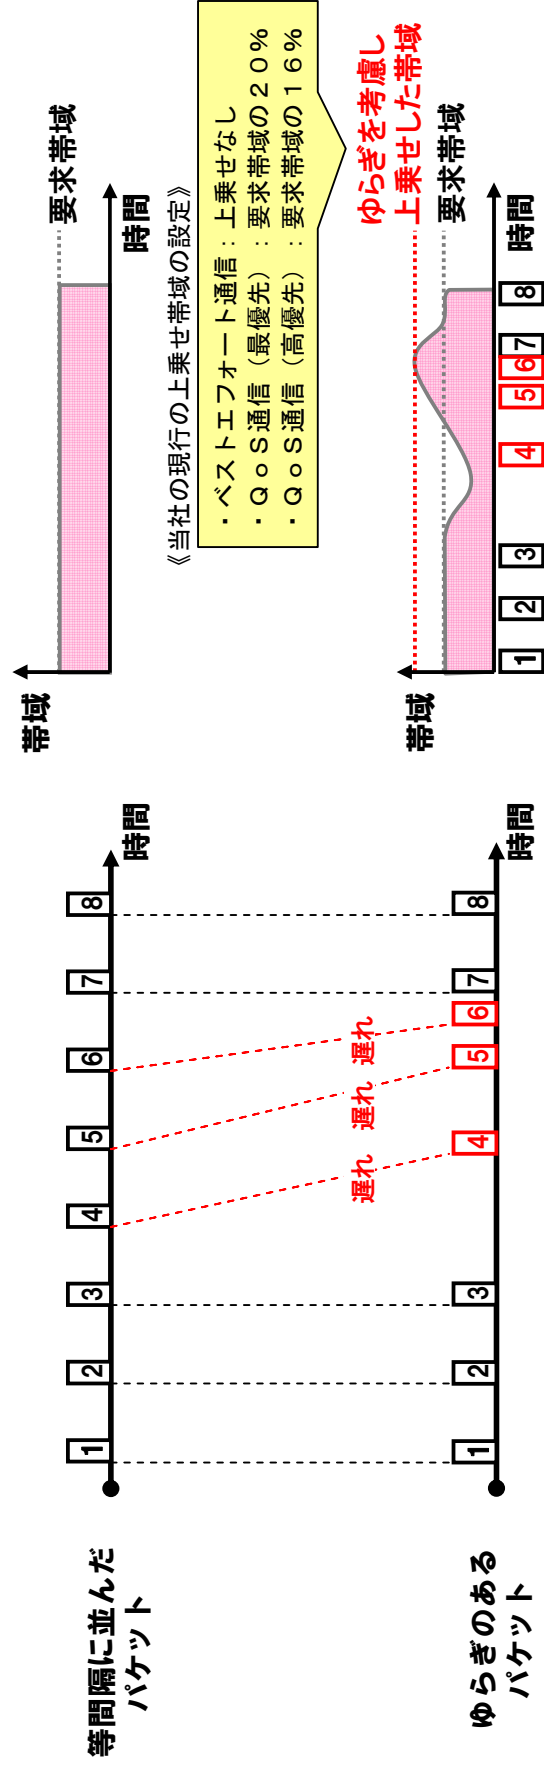 等間隔に並んだ
パケット
1 2 3 4 5 6 7 8
時間
遅れ 遅れ 遅れ
ゆらぎのある
パケット
1 2 3 4 5 6 7 8
時間
帯域
要求帯域
時間
《当社の現行の上乗せ帯域の設定》
・ベストエフォート通信:上乗せなし
・QoS通信(最優先):要求帯域の20%
・QoS通信(高優先):要求帯域の16%
ゆらぎを考慮し
上乗せした帯域
要求帯域
帯域
時間
1 2 3 4 5 6 7 8